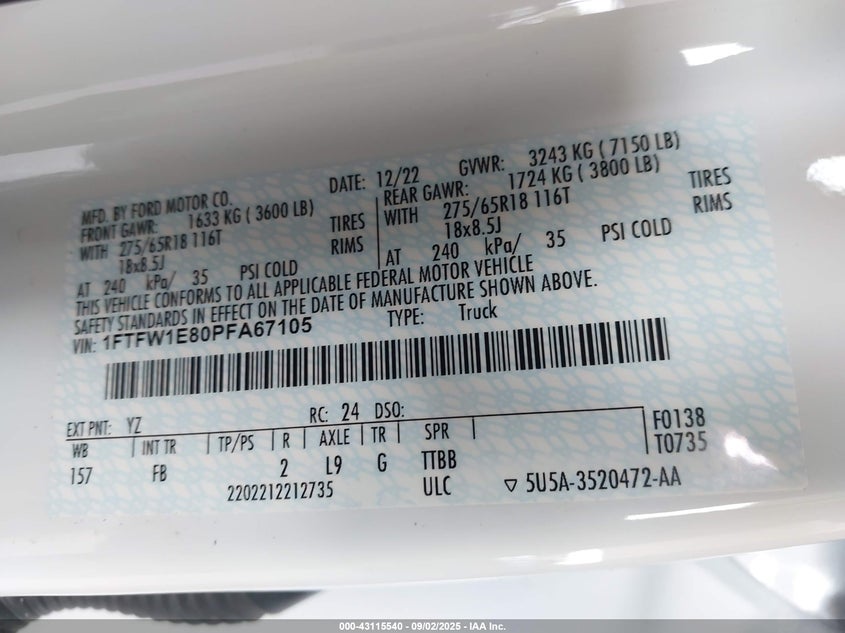 MFD. BY FORD MOTOR CO. DATE: 12/22 GVWR: 3243 KG ( 7150 LB)
FRONT GAWR: 1633 KG ( 3600 LB) REAR GAWR: 1724 KG ( 3800 LB)
WITH 275/65R18 116T TIRES WITH 275/65R18 116T TIRES
18x8.5J RIMS 18x8.5J RIMS
AT 240 kPa/ 35 PSI COLD AT 240 kPa/ 35 PSI COLD
THIS VEHICLE CONFORMS TO ALL APPLICABLE FEDERAL MOTOR VEHICLE
SAFETY STANDARDS IN EFFECT ON THE DATE OF MANUFACTURE SHOWN ABOVE.
VIN: 1FTFW1E80PFA67105 TYPE: Truck
EXT PNT: YZ RC: 24 DSO: F0138
WB INT TR TP/PS R AXLE TR SPR T0735
157 FB 2 L9 G TTBB
2202212212735 ULC ▽ 5U5A-3520472-AA
000-43115540 - 09/02/2025 - IAA Inc.